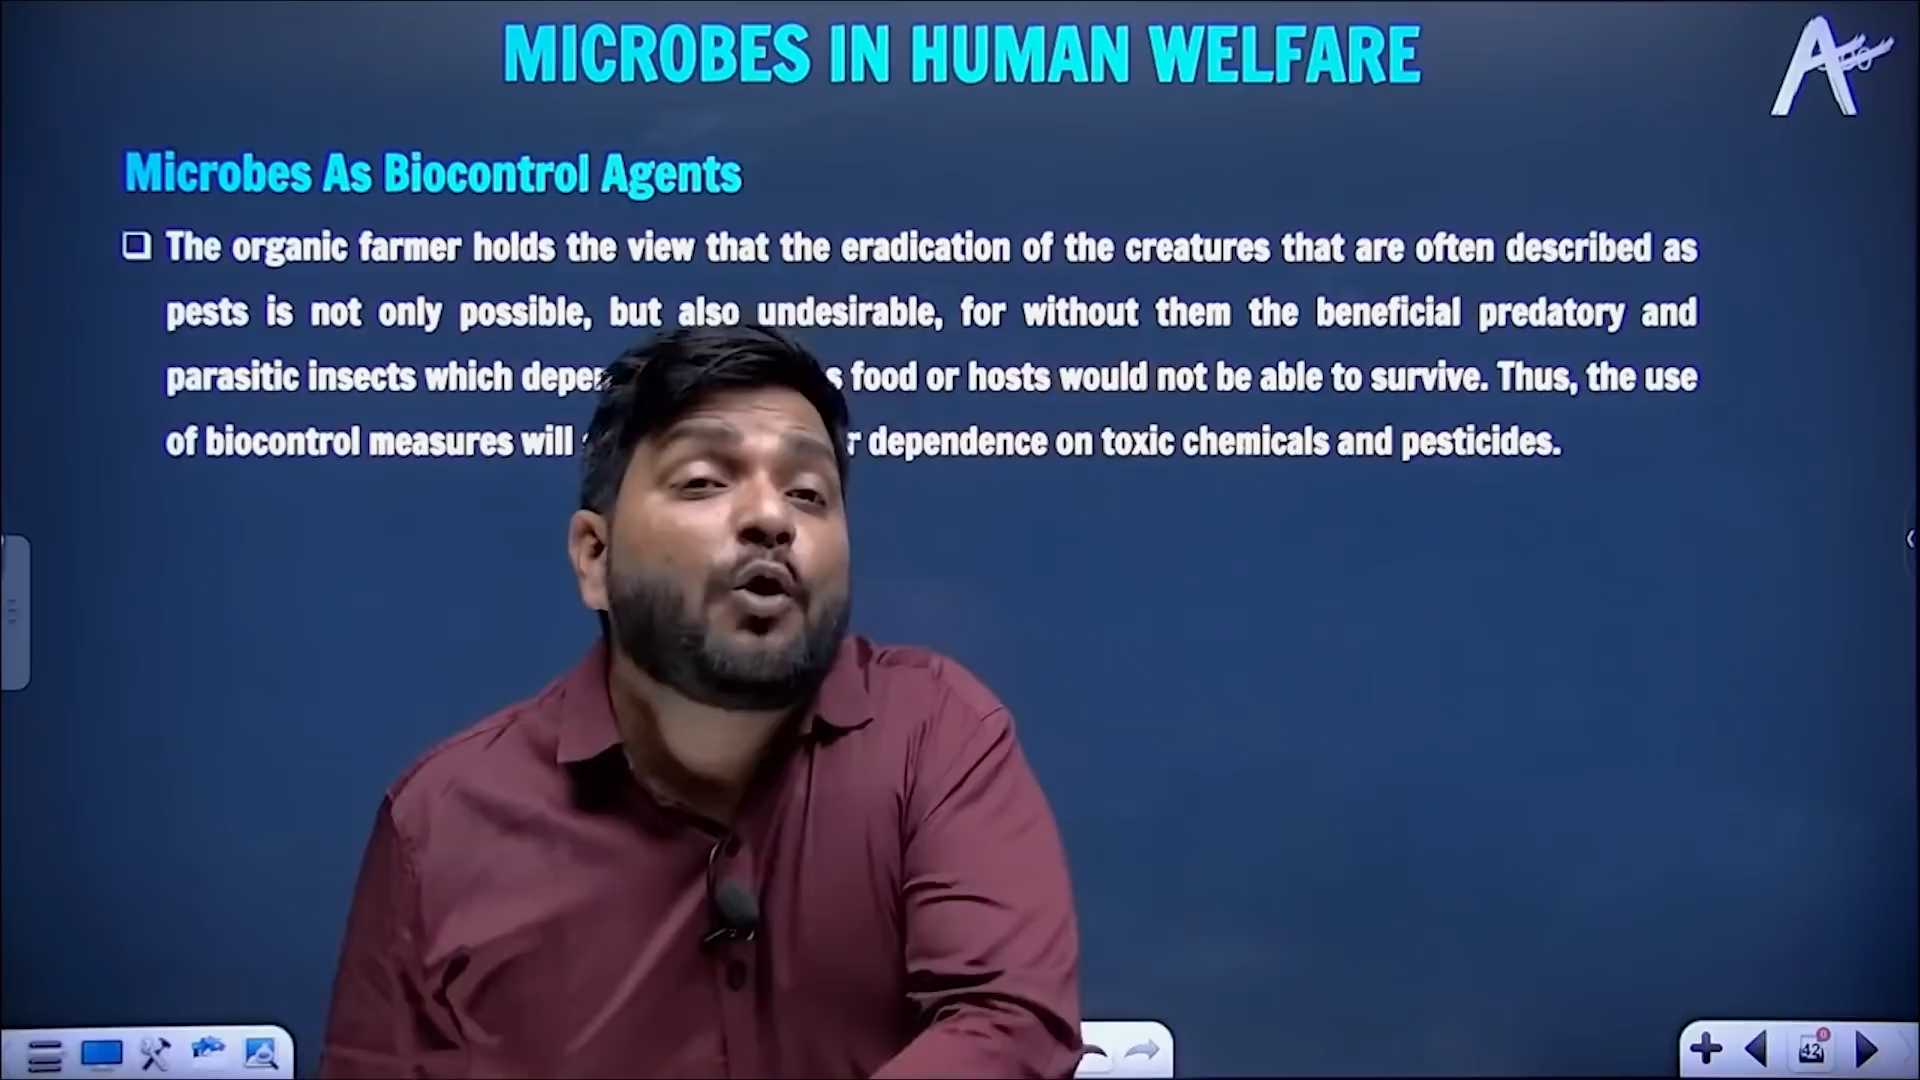 MICROBES IN HUMAN WELFARE
Microbes As Biocontrol Agents
The organic farmer holds the view that the eradication of the creatures that are often described as
pests is not only possible, but also undesirable, for without them the beneficial predatory and
parasitic insects which food or hosts would not be able to survive. Thus, the use
of biocontrol measures will dependence on toxic chemicals and pesticides.
42
0